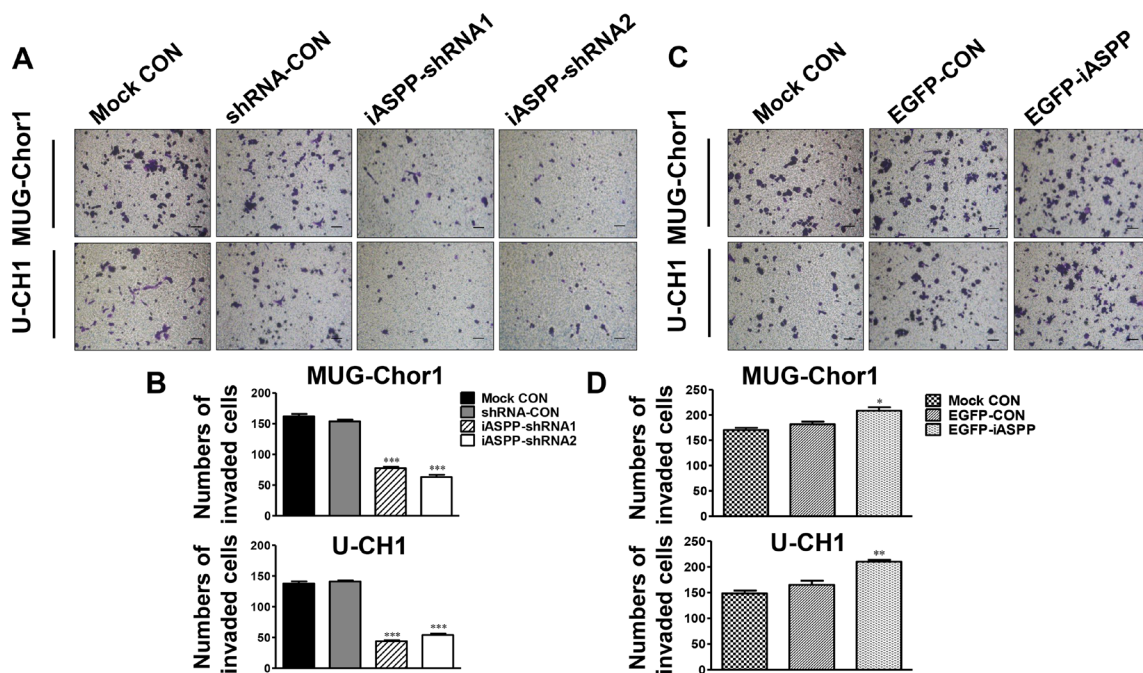 A
Mock CON
shRNA-CON
iASPP-shRNA1
iASPP-shRNA2
MUG-Chor1
U-CH1
C
Mock CON
EGFP-CON
EGFP-iASPP
MUG-Chor1
U-CH1
B
MUG-Chor1
Numbers of
invaded cells
200
150
100
50
0
***
***
Mock CON
shRNA-CON
iASPP-shRNA1
iASPP-shRNA2
U-CH1
Numbers of
invaded cells
200
150
100
50
0
***
***
D
MUG-Chor1
Numbers of
invaded cells
250
200
150
100
50
0
*
Mock CON
EGFP-CON
EGFP-iASPP
U-CH1
Numbers of
invaded cells
250
200
150
100
50
0
**